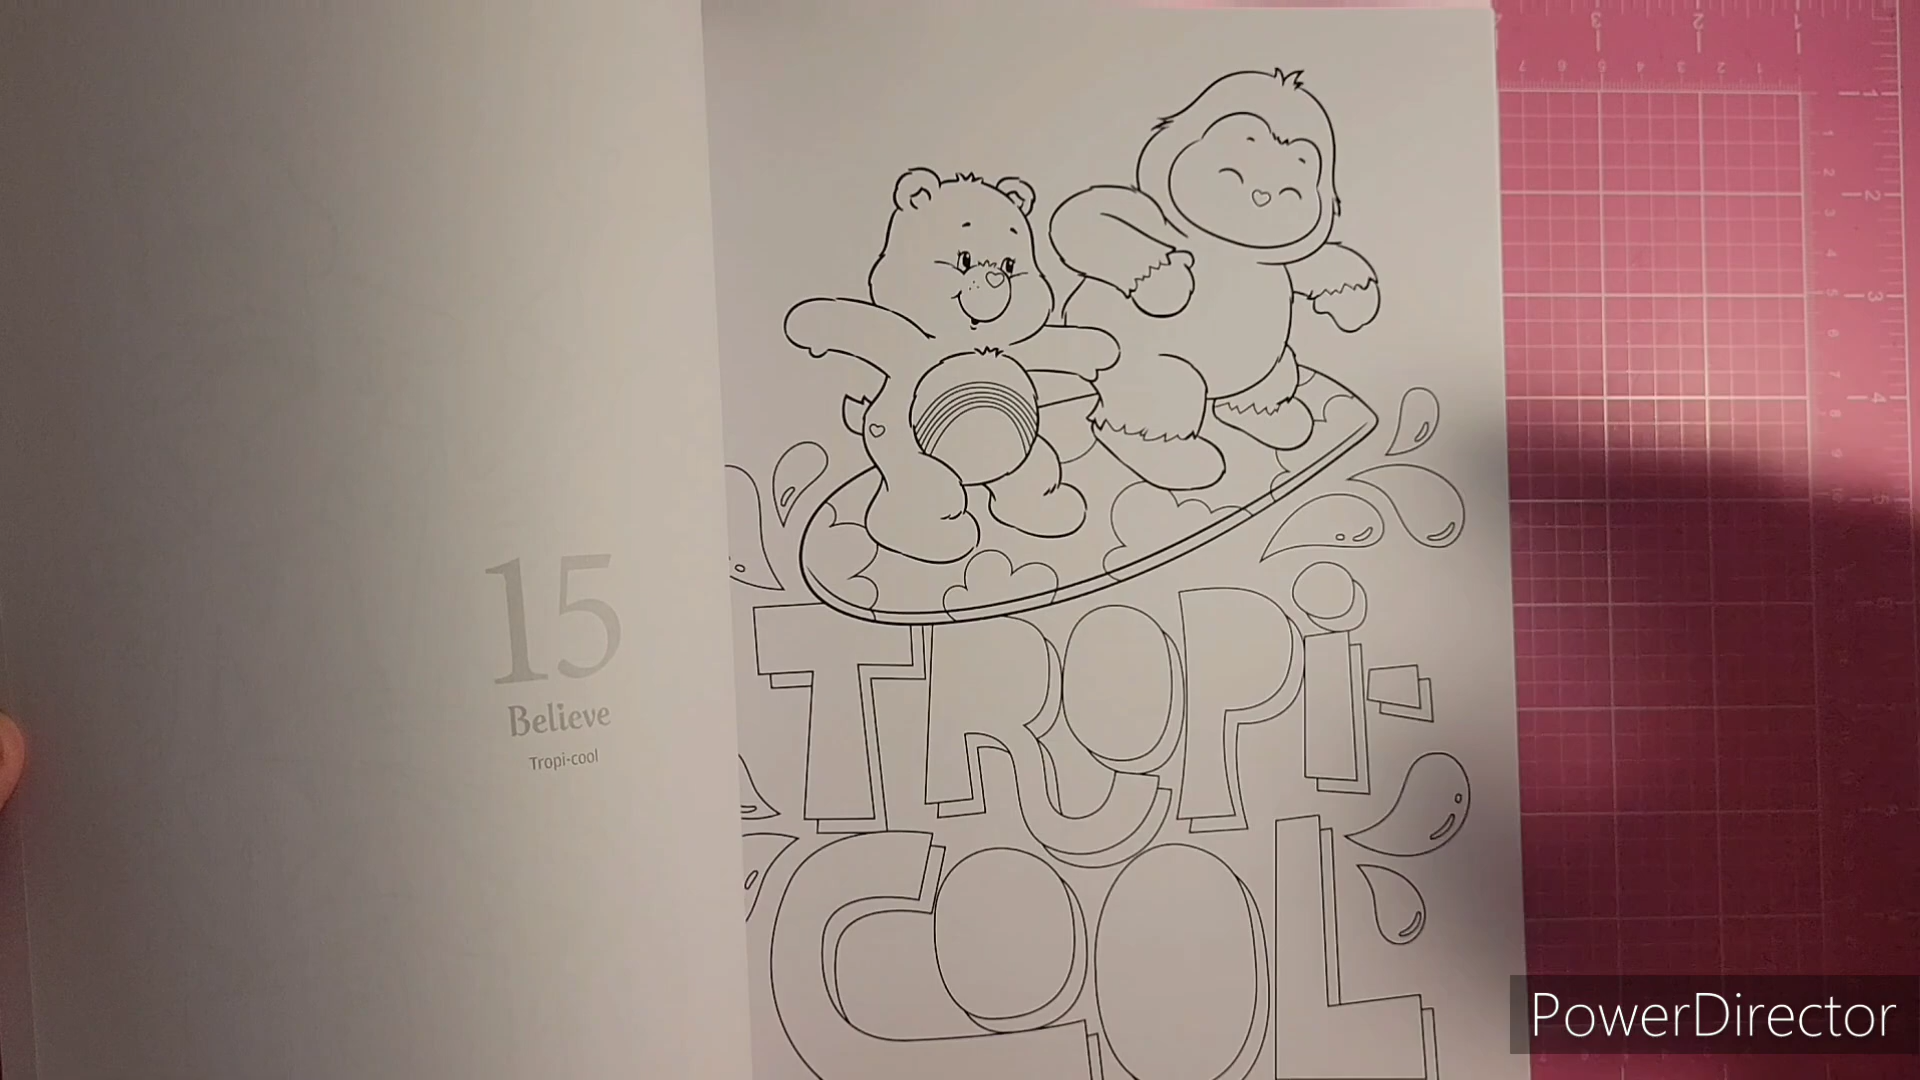 15
Believe
Tropi-cool
TROPi-
COOL
PowerDirector